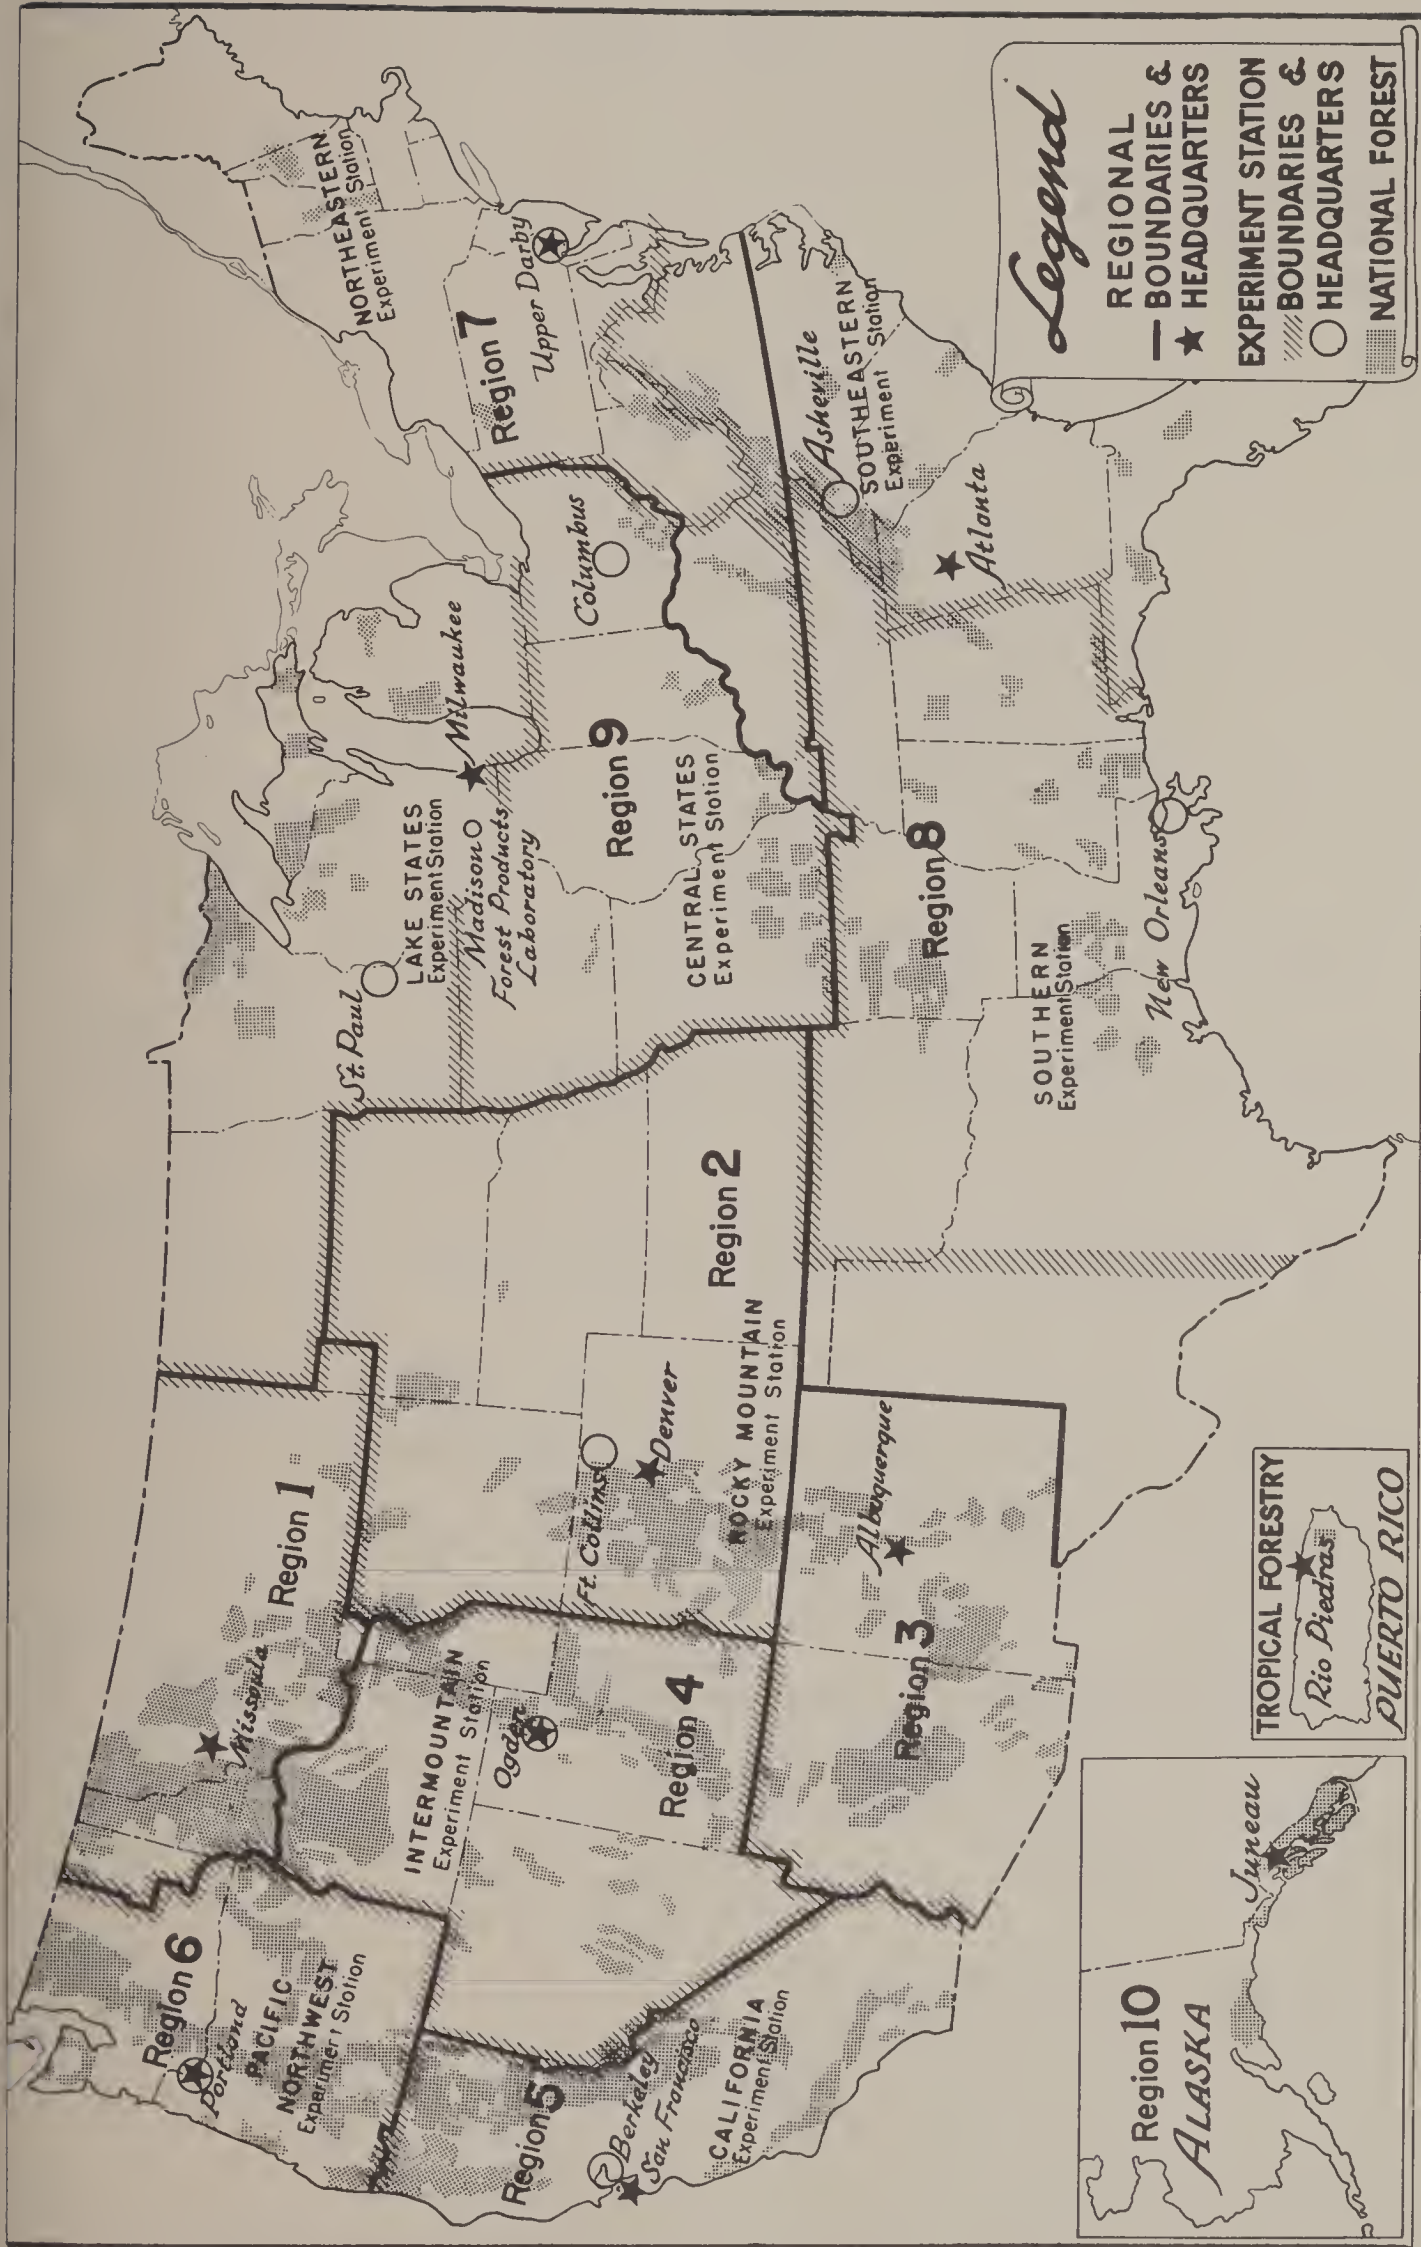 Region 6
Portland
PACIFIC
NORTHWEST
Experiment Station
Region 1
Missoula
INTERMOUNTAIN
Experiment Station
Ogden
Region 4
Region 5
Berkeley
San Francisco
CALIFORNIA
Experiment Station
Ft. Collins
Denver
ROCKY MOUNTAIN
Experiment Station
Region 2
Region 3
Albuquerque
St. Paul
LAKE STATES
Experiment Station
Madison
Forest Products
Laboratory
Milwaukee
Region 9
CENTRAL STATES
Experiment Station
Columbus
NORTHEASTERN
Experiment Station
Region 7
Upper Darby
Asheville
SOUTHEASTERN
Experiment Station
Atlanta
Region 8
SOUTHERN
Experiment Station
New Orleans
Region 10
ALASKA
Juneau
TROPICAL FORESTRY
Rio Piedras
PUERTO RICO
Legend
REGIONAL
BOUNDARIES &
HEADQUARTERS
EXPERIMENT STATION
BOUNDARIES &
HEADQUARTERS
NATIONAL FOREST